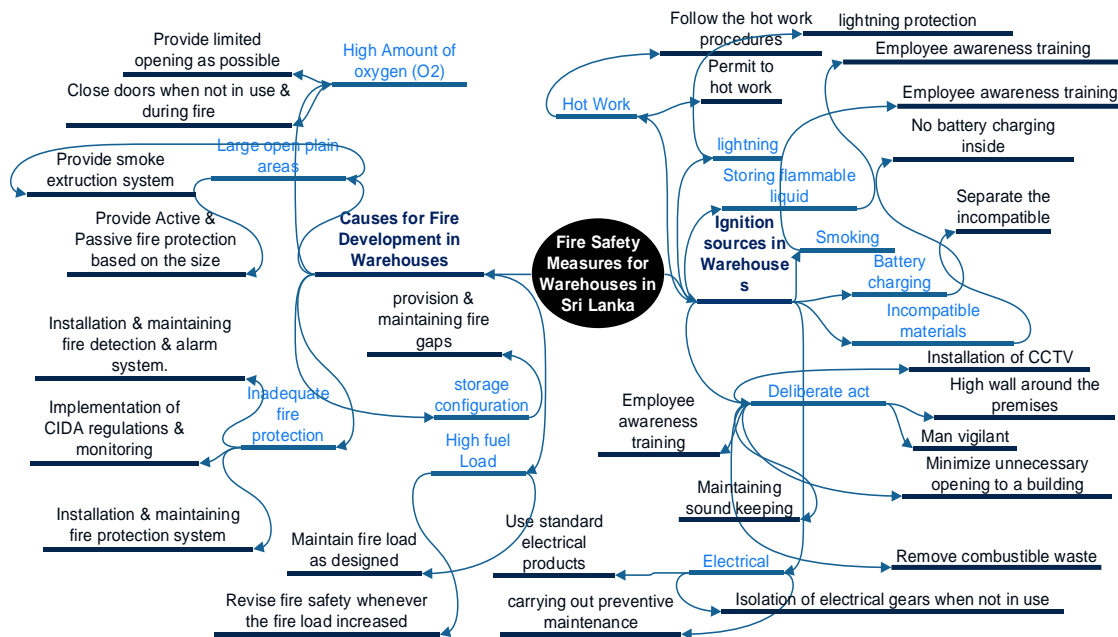 Provide limited
opening as possible
Close doors when not in use &
during fire
High Amount of
oxygen (O2)
Large open plain
areas
Provide smoke
extruction system
Provide Active &
Passive fire protection
based on the size
Causes for Fire
Development in
Warehouses
provision &
maintaining fire
gaps
storage
configuration
Installation & maintaining
fire detection & alarm
system.
Inadequate
fire
protection
Implementation of
CIDA regulations &
monitoring
Installation & maintaining
fire protection system
High fuel
Load
Maintain fire load
as designed
Revise fire safety whenever
the fire load increased
Fire Safety
Measures for
Warehouses in
Sri Lanka
Follow the hot work
procedures
Permit to
hot work
Hot Work
lightning protection
Employee awareness training
Employee awareness training
No battery charging
inside
Separate the
incompatible
lightning
Storing flammable
liquid
Ignition
sources in
Warehouse
s
Smoking
Battery
charging
Incompatible
materials
Installation of CCTV
Deliberate act
High wall around the
premises
Man vigilant
Minimize unnecessary
opening to a building
Employee
awareness
training
Maintaining
sound keeping
Remove combustible waste
Use standard
electrical
products
Electrical
Isolation of electrical gears when not in use
carrying out preventive
maintenance